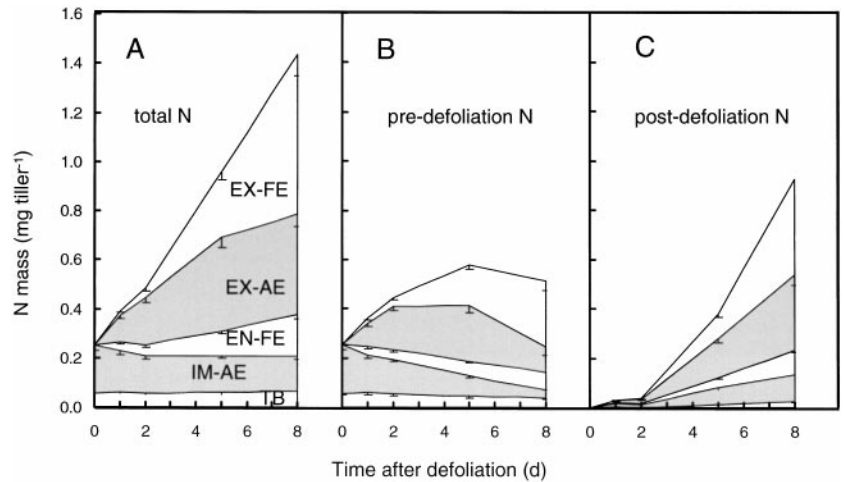 1.6
1.4
1.2
1.0
0.8
0.6
0.4
0.2
0.0
N mass (mg tiller⁻¹)
A
B
C
total N
pre-defoliation N
post-defoliation N
EX-FE
EX-AE
EN-FE
IM-AE
TB
0 2 4 6 8
0 2 4 6 8
0 2 4 6 8
Time after defoliation (d)